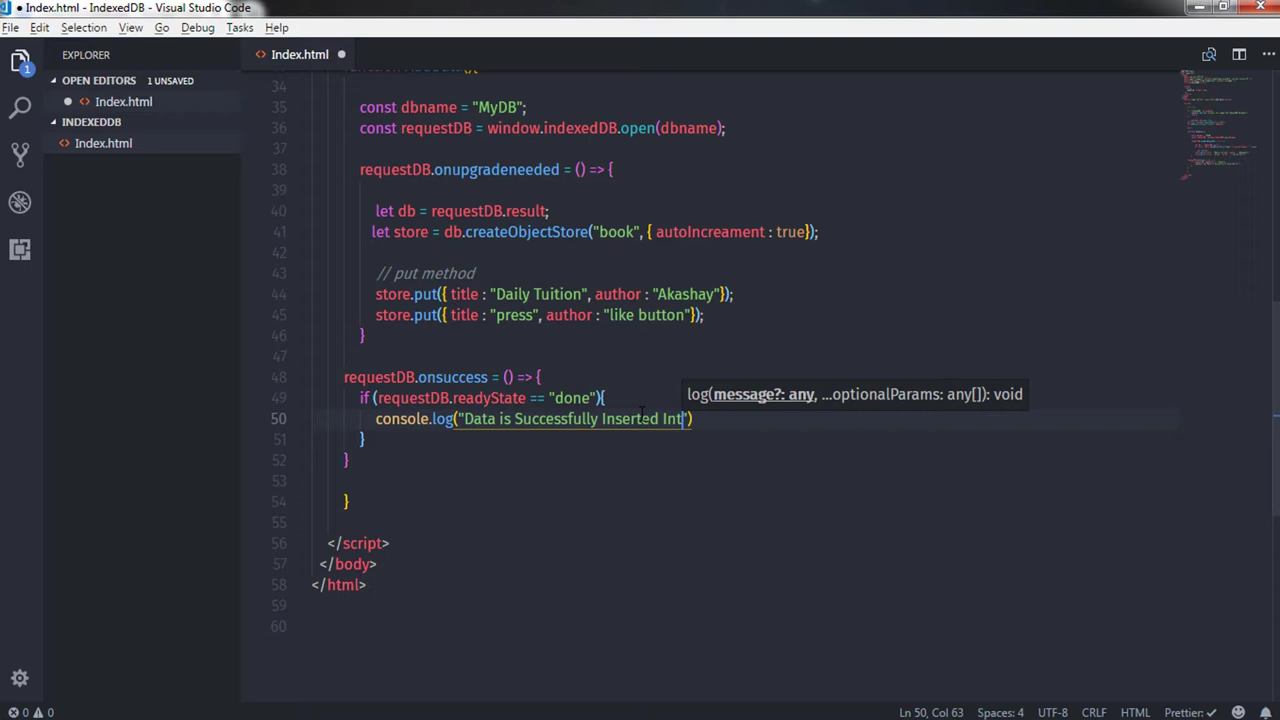 Index.html - IndexedDB - Visual Studio Code
File Edit Selection View Go Debug Tasks Help
EXPLORER
Index.html
OPEN EDITORS 1 UNSAVED
Index.html
INDEXEDDB
Index.html
1
34
35 const dbname = "MyDB";
36 const requestDB = window.indexedDB.open(dbname);
37
38 requestDB.onupgradeneeded = () => {
39
40 let db = requestDB.result;
41 let store = db.createObjectStore("book", { autoIncreament : true});
42
43 // put method
44 store.put({ title : "Daily Tuition", author : "Akashay"});
45 store.put({ title : "press", author : "like button"});
46 }
47
48 requestDB.onsuccess = () => {
49 if (requestDB.readyState == "done"){
log(message?: any, ...optionalParams: any[]): void
50 console.log("Data is Successfully Inserted Int")
51 }
52 }
53
54 }
55
56 </script>
57 </body>
58 </html>
59
60
0 0
Ln 50, Col 63 Spaces: 4 UTF-8 CRLF HTML Prettier: ✓